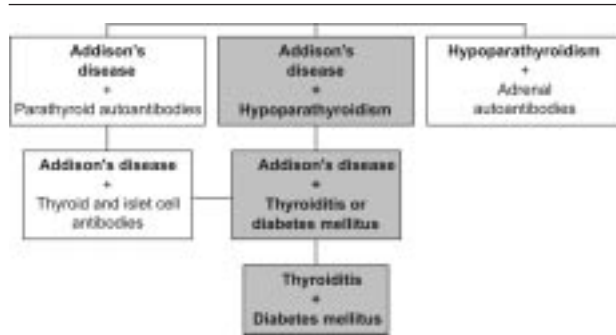 Addison's
disease
+
Parathyroid autoantibodies
Addison's
disease
+
Hypoparathyroidism
Hypoparathyroidism
+
Adrenal
autoantibodies
Addison's disease
+
Thyroid and islet cell
antibodies
Addison's disease
+
Thyroiditis or
diabetes mellitus
Thyroiditis
+
Diabetes mellitus